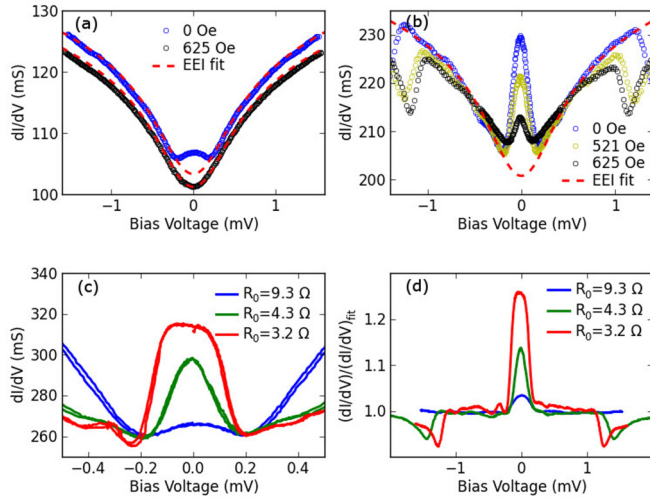 (a)
0 Oe
625 Oe
EEI fit
dI/dV (mS)
130
120
110
100
−1
0
1
Bias Voltage (mV)
(b)
0 Oe
521 Oe
625 Oe
EEI fit
dI/dV (mS)
230
220
210
200
−1
0
1
Bias Voltage (mV)
(c)
R₀=9.3 Ω
R₀=4.3 Ω
R₀=3.2 Ω
dI/dV (mS)
340
320
300
280
260
−0.4
−0.2
0.0
0.2
0.4
Bias Voltage (mV)
(d)
R₀=9.3 Ω
R₀=4.3 Ω
R₀=3.2 Ω
(dI/dV)/(dI/dV)fit
1.2
1.1
1.0
−1
0
1
Bias Voltage (mV)